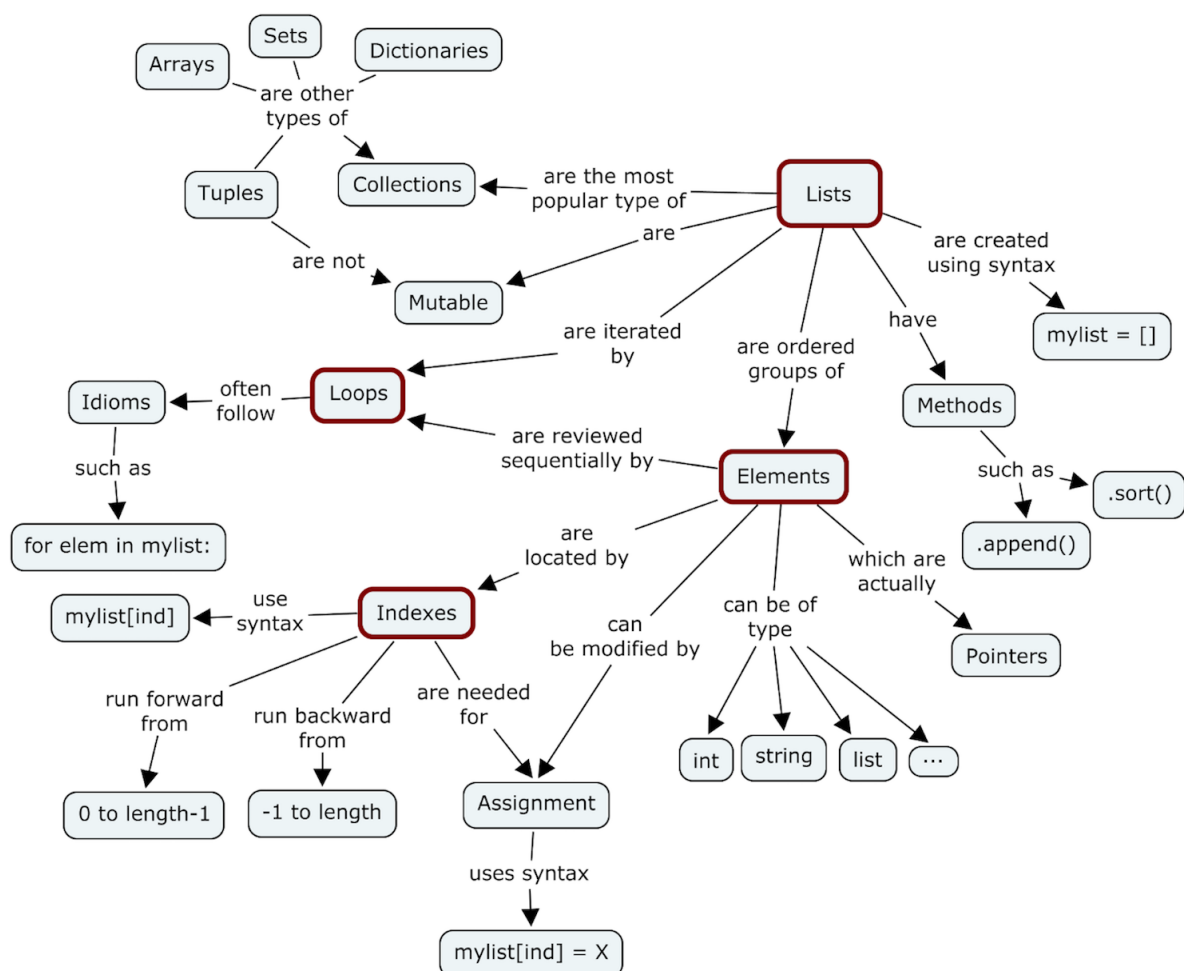 Sets
Dictionaries
Arrays
are other
types of
Tuples
Collections
are the most
popular type of
Lists
are
are not
Mutable
are created
using syntax
mylist = []
have
are iterated
by
are ordered
groups of
Idioms
often
follow
Loops
Methods
such as
are reviewed
sequentially by
Elements
such as
.sort()
.append()
for elem in mylist:
are
located by
which are
actually
mylist[ind]
use
syntax
Indexes
can
be modified by
can be of
type
Pointers
run forward
from
run backward
from
are needed
for
int
string
list
...
0 to length-1
-1 to length
Assignment
uses syntax
mylist[ind] = X